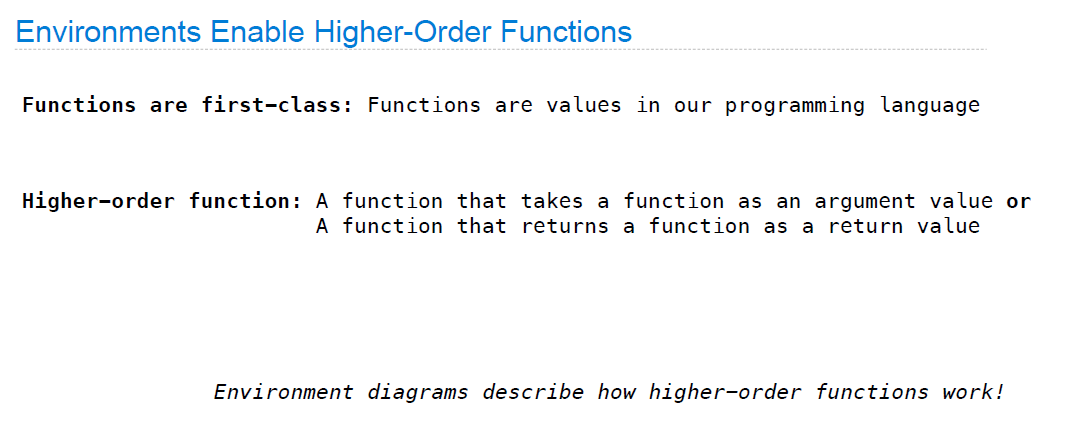 Environments Enable Higher-Order Functions
Functions are first-class: Functions are values in our programming language
Higher-order function: A function that takes a function as an argument value or
A function that returns a function as a return value
Environment diagrams describe how higher-order functions work!